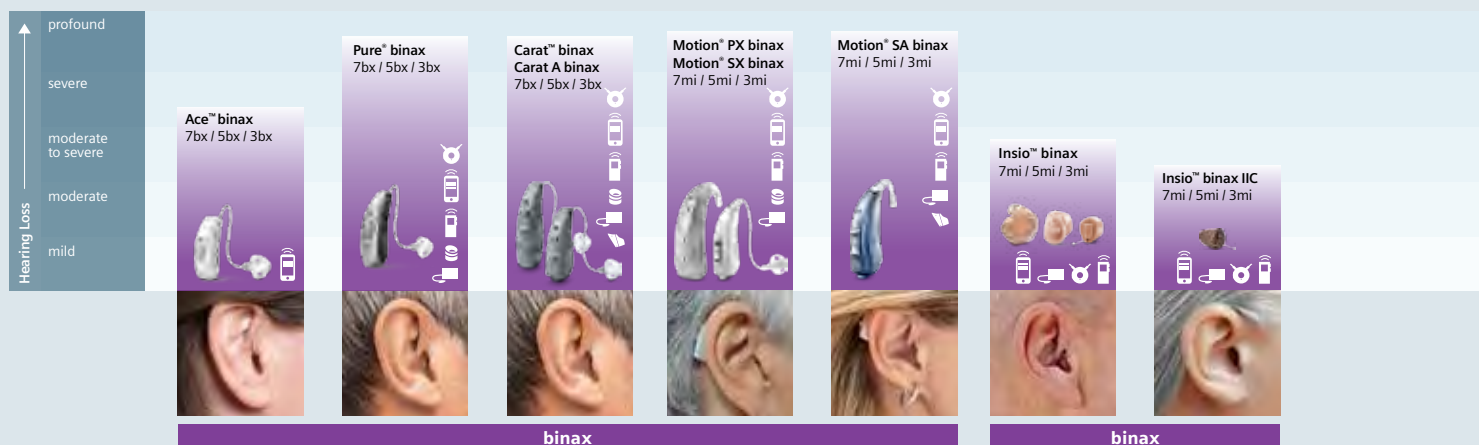 profound
severe
moderate
to severe
moderate
mild
Hearing Loss
Ace™ binax
7bx / 5bx / 3bx
Pure® binax
7bx / 5bx / 3bx
Carat™ binax
Carat A binax
7bx / 5bx / 3bx
Motion® PX binax
Motion® SX binax
7mi / 5mi / 3mi
Motion® SA binax
7mi / 5mi / 3mi
Insio™ binax
7mi / 5mi / 3mi
Insio™ binax IIC
7mi / 5mi / 3mi
binax
binax